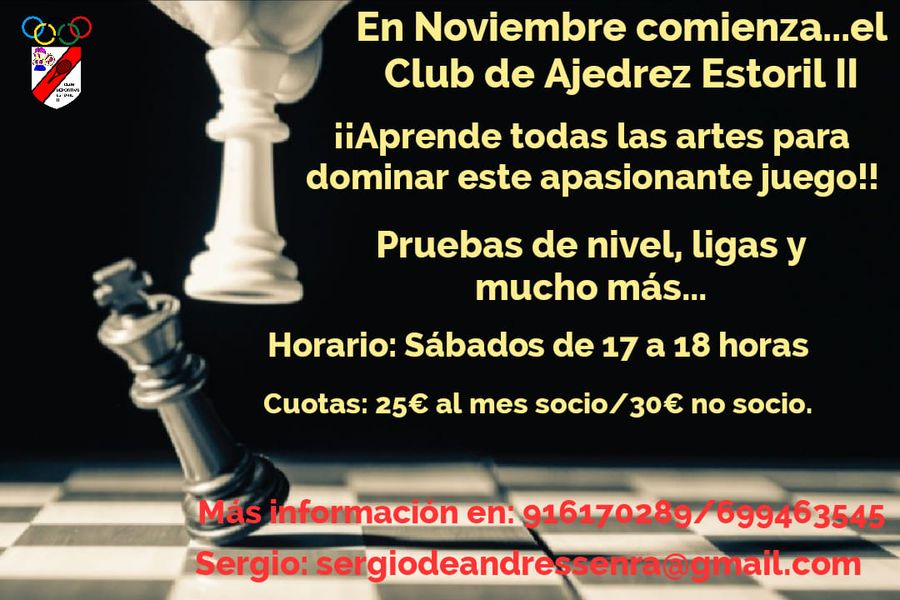 En Noviembre comienza...el
Club de Ajedrez Estoril II
¡¡Aprende todas las artes para
dominar este apasionante juego!!
Pruebas de nivel, ligas y
mucho más...
Horario: Sábados de 17 a 18 horas
Cuotas: 25€ al mes socio/30€ no socio.
Más información en: 916170289/699463545
Sergio: sergiodeandressenra@gmail.com